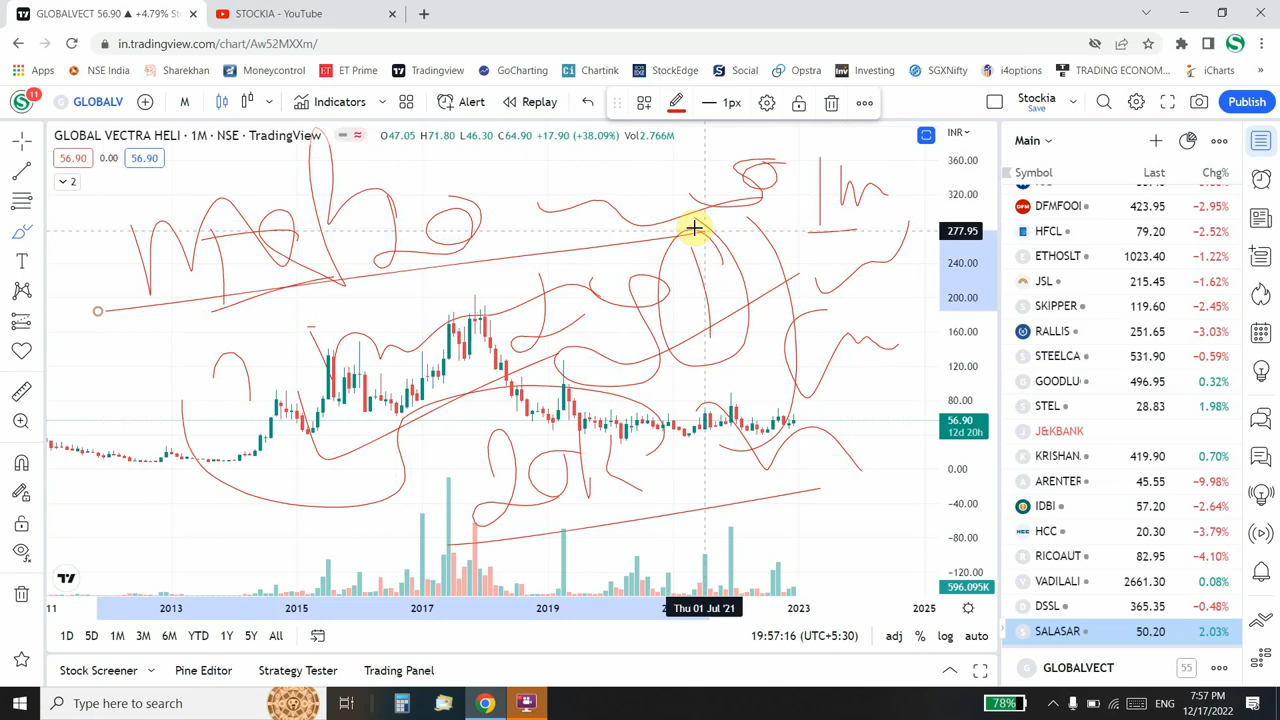 GLOBALVECT 56.90 ▲ +4.79% S
STOCKIA - YouTube
in.tradingview.com/chart/Aw52MXXm/
Apps NSE India Sharekhan Moneycontrol ET Prime Tradingview GoCharting Chartink StockEdge Social Opstra Investing SGXNifty i4options TRADING ECONOM... iCharts
11 GLOBALV M Indicators Alert Replay 1px Stockia Save Publish
GLOBAL VECTRA HELI · 1M · NSE · TradingView O47.05 H71.80 L46.30 C64.90 +17.90 (+38.09%) Vol2.766M INR
56.90 0.00 56.90
2
360.00
320.00
277.95
240.00
200.00
160.00
120.00
80.00
56.90
12d 20h
0.00
-40.00
-80.00
-120.00
596.095K
11 2013 2015 2017 2019 Thu 01 Jul '21 2023 2025
1D 5D 1M 3M 6M YTD 1Y 5Y All 19:57:16 (UTC+5:30) adj % log auto
Stock Screener Pine Editor Strategy Tester Trading Panel
Main
Symbol Last Chg%
DFMFOOI 423.95 -2.95%
HFCL 79.20 -2.52%
ETHOSLT 1023.40 -1.22%
JSL 215.45 -1.62%
SKIPPER 119.60 -2.45%
RALLIS 251.65 -3.03%
STEELCA 531.90 -0.59%
GOODLU 496.95 0.32%
STEL 28.83 1.98%
J&KBANK
KRISHAN 419.90 0.70%
ARENTER 45.55 -9.98%
IDBI 57.20 -2.64%
HCC 20.30 -3.79%
RICOAUT 82.95 -4.10%
VADILALI 2661.30 0.08%
DSSL 365.35 -0.48%
SALASAR 50.20 2.03%
GLOBALVECT 55
Type here to search
78% ENG 7:57 PM
12/17/2022